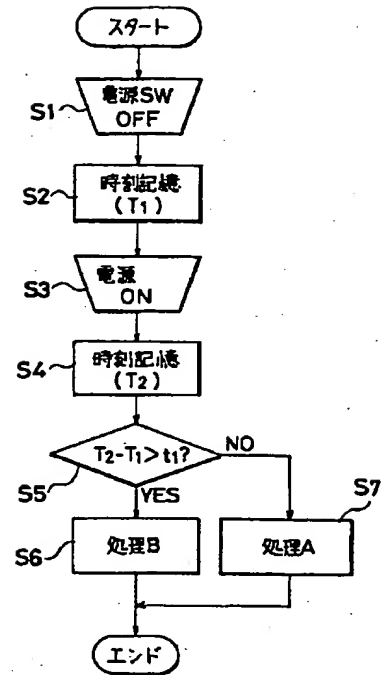 スタート
S1
電源SW
OFF
S2
時刻記憶
(T1)
S3
電源
ON
S4
時刻記憶
(T2)
T2-T1>t1?
NO
S5
YES
S7
S6
処理B
処理A
エンド